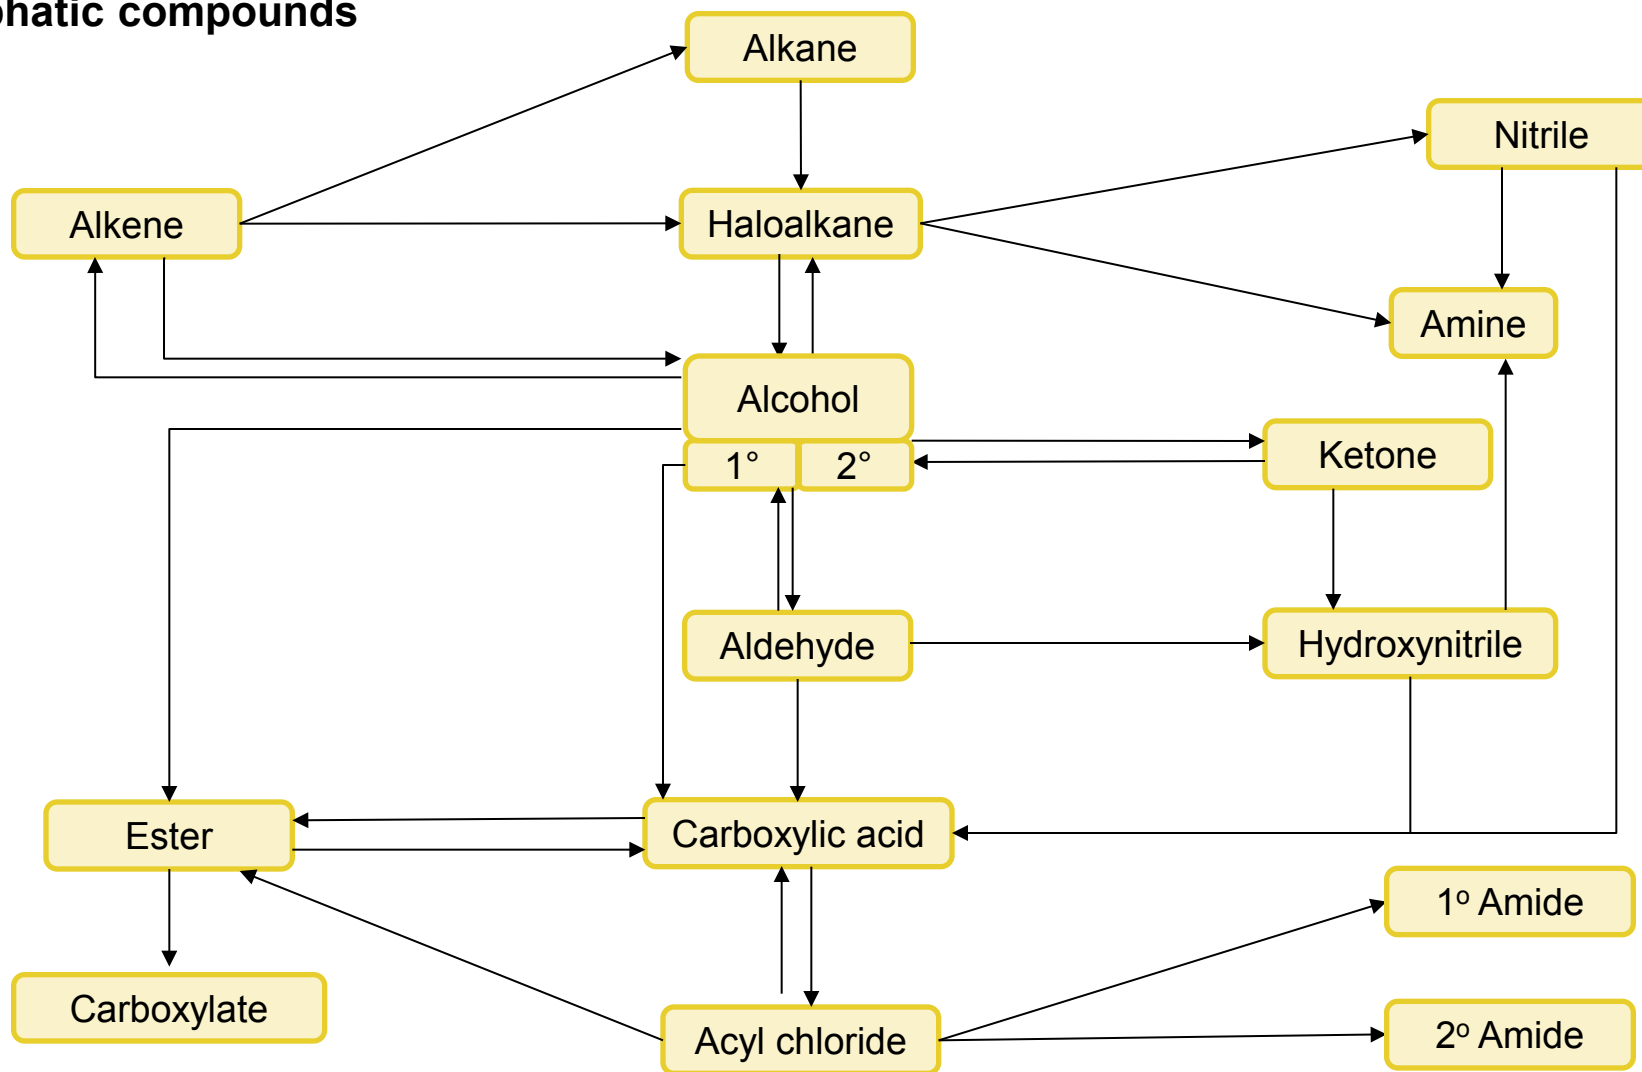 phatic compounds
Alkane
Nitrile
Alkene
Haloalkane
Amine
Alcohol
1° 2°
Ketone
Aldehyde
Hydroxynitrile
Ester
Carboxylic acid
1º Amide
Carboxylate
Acyl chloride
2º Amide